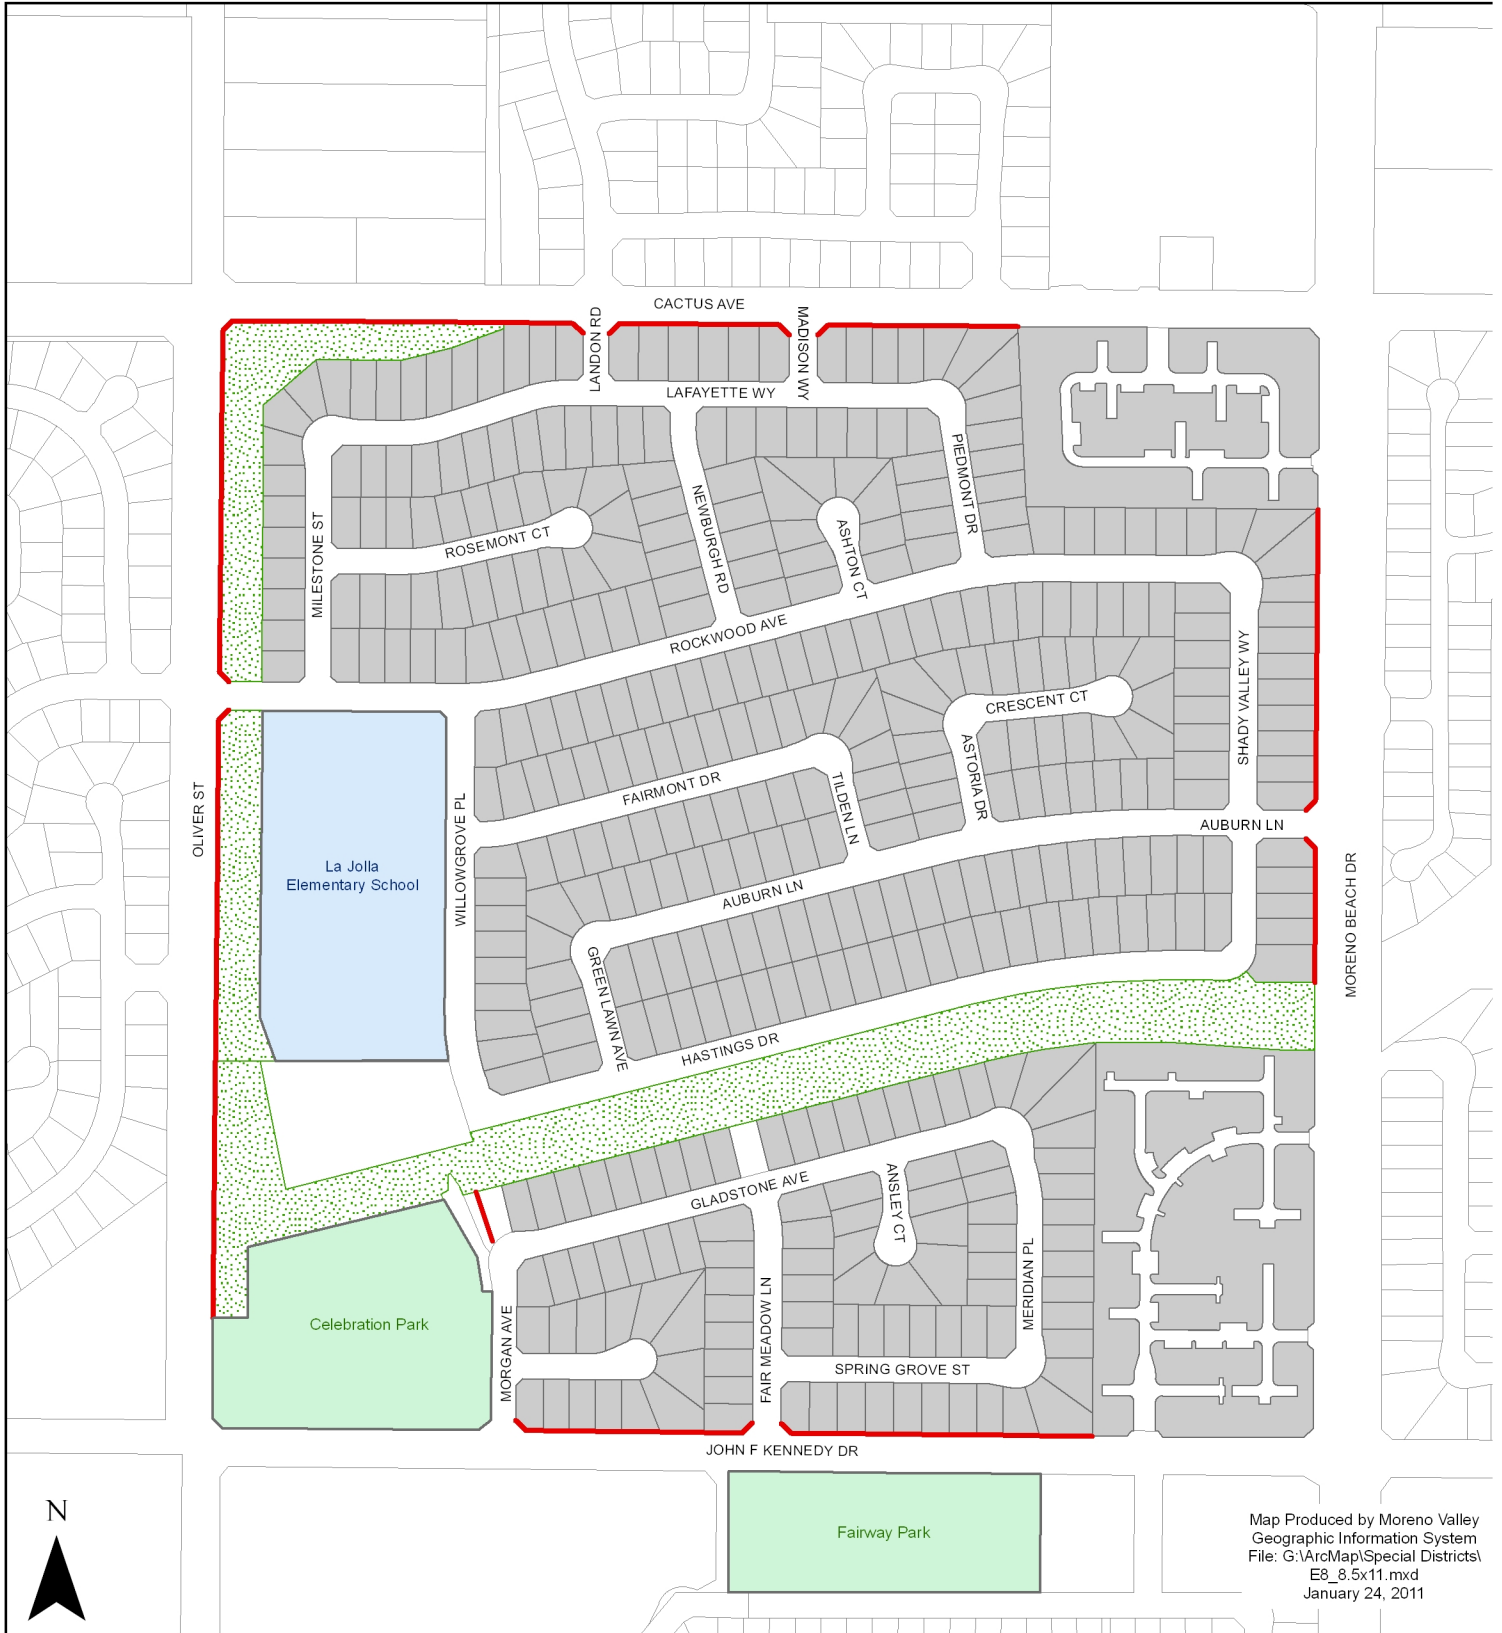 CACTUS AVE
LANDON RD
MADISON WY
LAFAYETTE WY
PIEDMONT DR
NEWBURGH RD
ASHTON CT
ROSEMONT CT
MILESTONE ST
ROCKWOOD AVE
SHADY VALLEY WY
CRESCENT CT
ASTORIA DR
TILDEN LN
FAIRMONT DR
OLIVER ST
WILLOWGROVE PL
La Jolla
Elementary School
AUBURN LN
AUBURN LN
MORENO BEACH DR
GREEN LAWN AVE
HASTINGS DR
GLADSTONE AVE
ANSLEY CT
MERIDIAN PL
FAIR MEADOW LN
MORGAN AVE
Celebration Park
SPRING GROVE ST
JOHN F KENNEDY DR
Fairway Park
N
Map Produced by Moreno Valley
Geographic Information System
File: G:\ArcMap\Special Districts\
E8_8.5x11.mxd
January 24, 2011